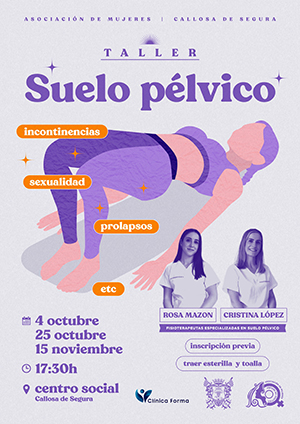 ASOCIACIÓN DE MUJERES | CALLOSA DE SEGURA
TALLER
Suelo pélvico
incontinencias
sexualidad
prolapsos
etc
ROSA MAZON
CRISTINA LÓPEZ
FISIOTERAPEUTAS ESPECIALIZADAS EN SUELO PÉLVICO
4 octubre
25 octubre
15 noviembre
17:30h
centro social
Callosa de Segura
inscripción previa
traer esterilla y toalla
Clínica Forma